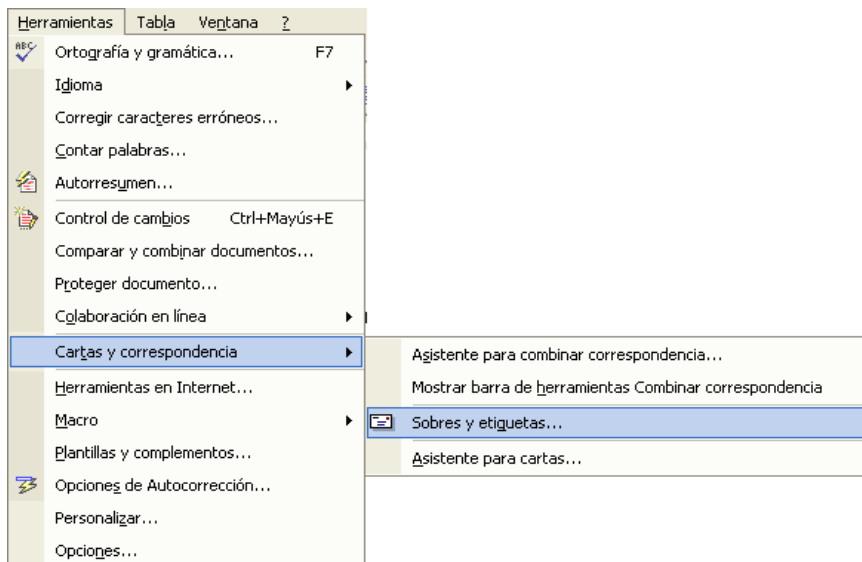 Herramientas Tabla Ventana ?
ABC Ortografía y gramática... F7
Idioma
Corregir caracteres erróneos...
Contar palabras...
Autorresumen...
Control de cambios Ctrl+Mayús+E
Comparar y combinar documentos...
Proteger documento...
Colaboración en línea
Cartas y correspondencia
Asistente para combinar correspondencia...
Herramientas en Internet...
Mostrar barra de herramientas Combinar correspondencia
Macro
Sobres y etiquetas...
Plantillas y complementos...
Asistente para cartas...
Opciones de Autocorrección...
Personalizar...
Opciones...